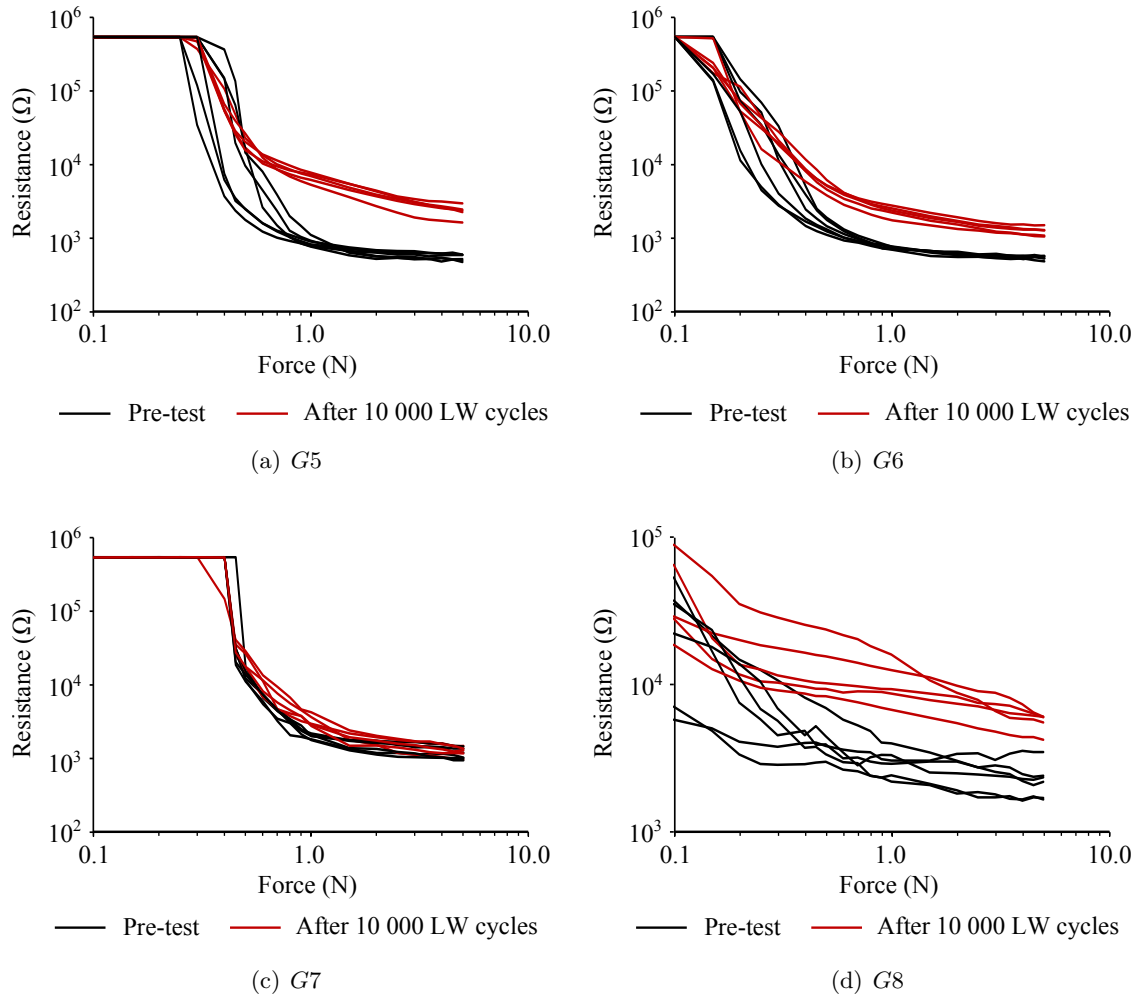 10^6
10^5
10^4
10^3
10^2
Resistance (Ω)
0.1 1.0 10.0
Force (N)
Pre-test After 10 000 LW cycles
(a) G5
10^6
10^5
10^4
10^3
10^2
Resistance (Ω)
0.1 1.0 10.0
Force (N)
Pre-test After 10 000 LW cycles
(b) G6
10^6
10^5
10^4
10^3
10^2
Resistance (Ω)
0.1 1.0 10.0
Force (N)
Pre-test After 10 000 LW cycles
(c) G7
10^5
10^4
10^3
Resistance (Ω)
0.1 1.0 10.0
Force (N)
Pre-test After 10 000 LW cycles
(d) G8